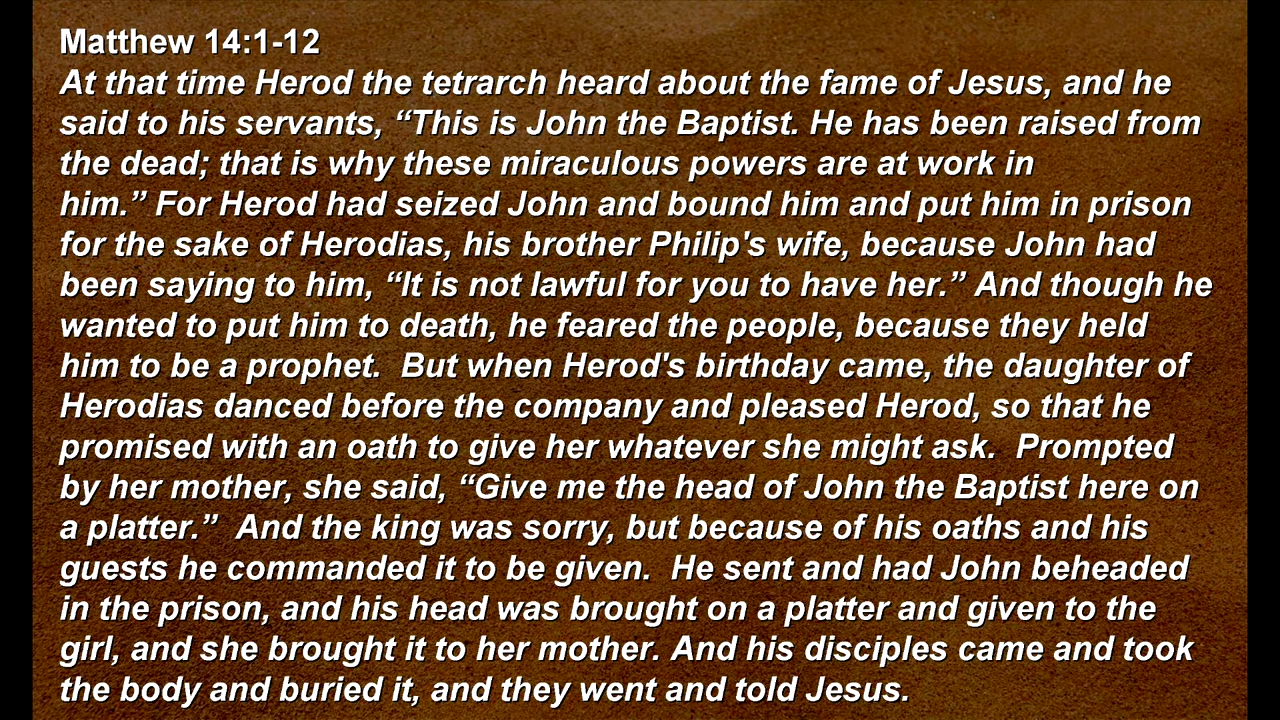 Matthew 14:1-12
At that time Herod the tetrarch heard about the fame of Jesus, and he
said to his servants, “This is John the Baptist. He has been raised from
the dead; that is why these miraculous powers are at work in
him.” For Herod had seized John and bound him and put him in prison
for the sake of Herodias, his brother Philip's wife, because John had
been saying to him, “It is not lawful for you to have her.” And though he
wanted to put him to death, he feared the people, because they held
him to be a prophet.  But when Herod's birthday came, the daughter of
Herodias danced before the company and pleased Herod, so that he
promised with an oath to give her whatever she might ask.  Prompted
by her mother, she said, “Give me the head of John the Baptist here on
a platter.”  And the king was sorry, but because of his oaths and his
guests he commanded it to be given.  He sent and had John beheaded
in the prison, and his head was brought on a platter and given to the
girl, and she brought it to her mother. And his disciples came and took
the body and buried it, and they went and told Jesus.